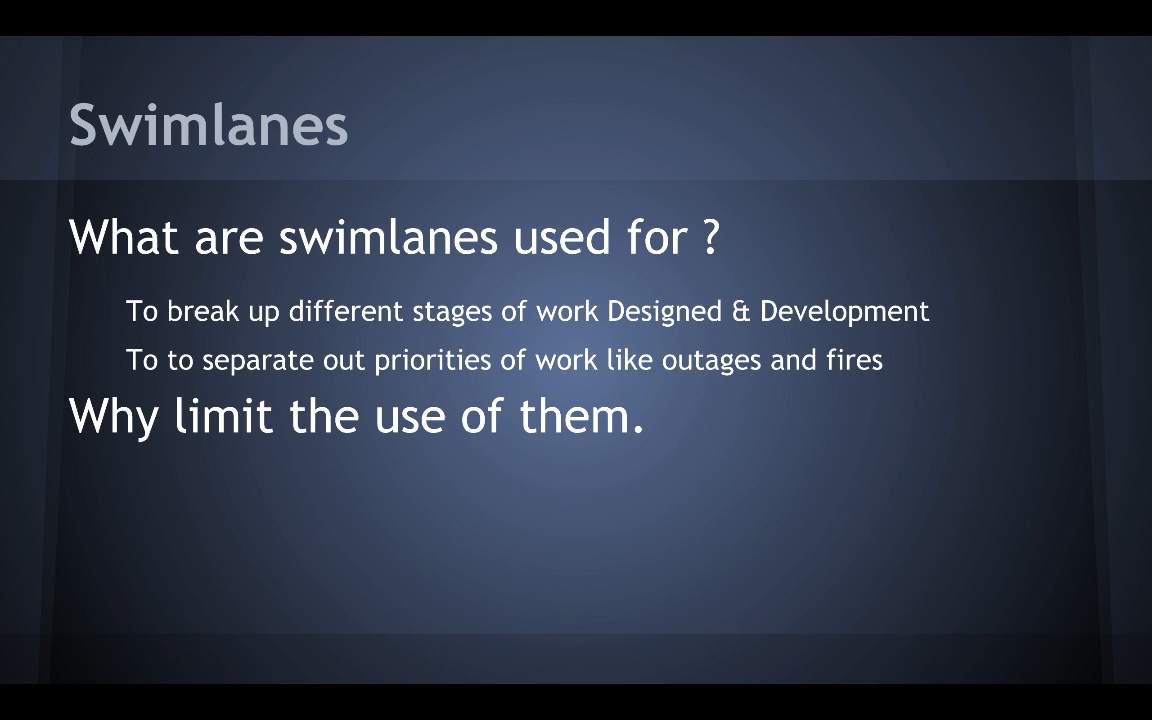 Swimlanes
What are swimlanes used for ?
To break up different stages of work Designed & Development
To to separate out priorities of work like outages and fires
Why limit the use of them.